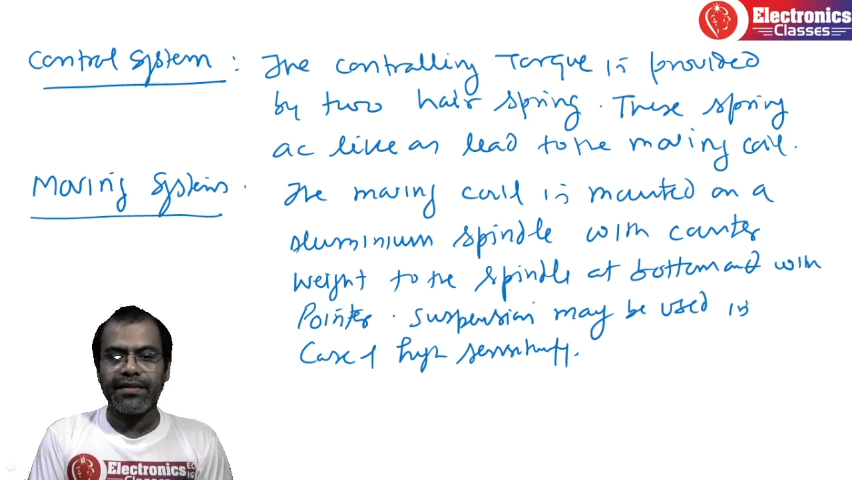 Electronics
Classes
Control System : The controlling Torque is provided
by two hair spring. These spring
ac like as lead to the moving coil.
Moving Systems. The moving coil is mounted on a
aluminium spindle with counter
weight to the spindle at bottom and with
Pointer. Suspension may be used in
Case of high sensitivity.
Electronics
Classes